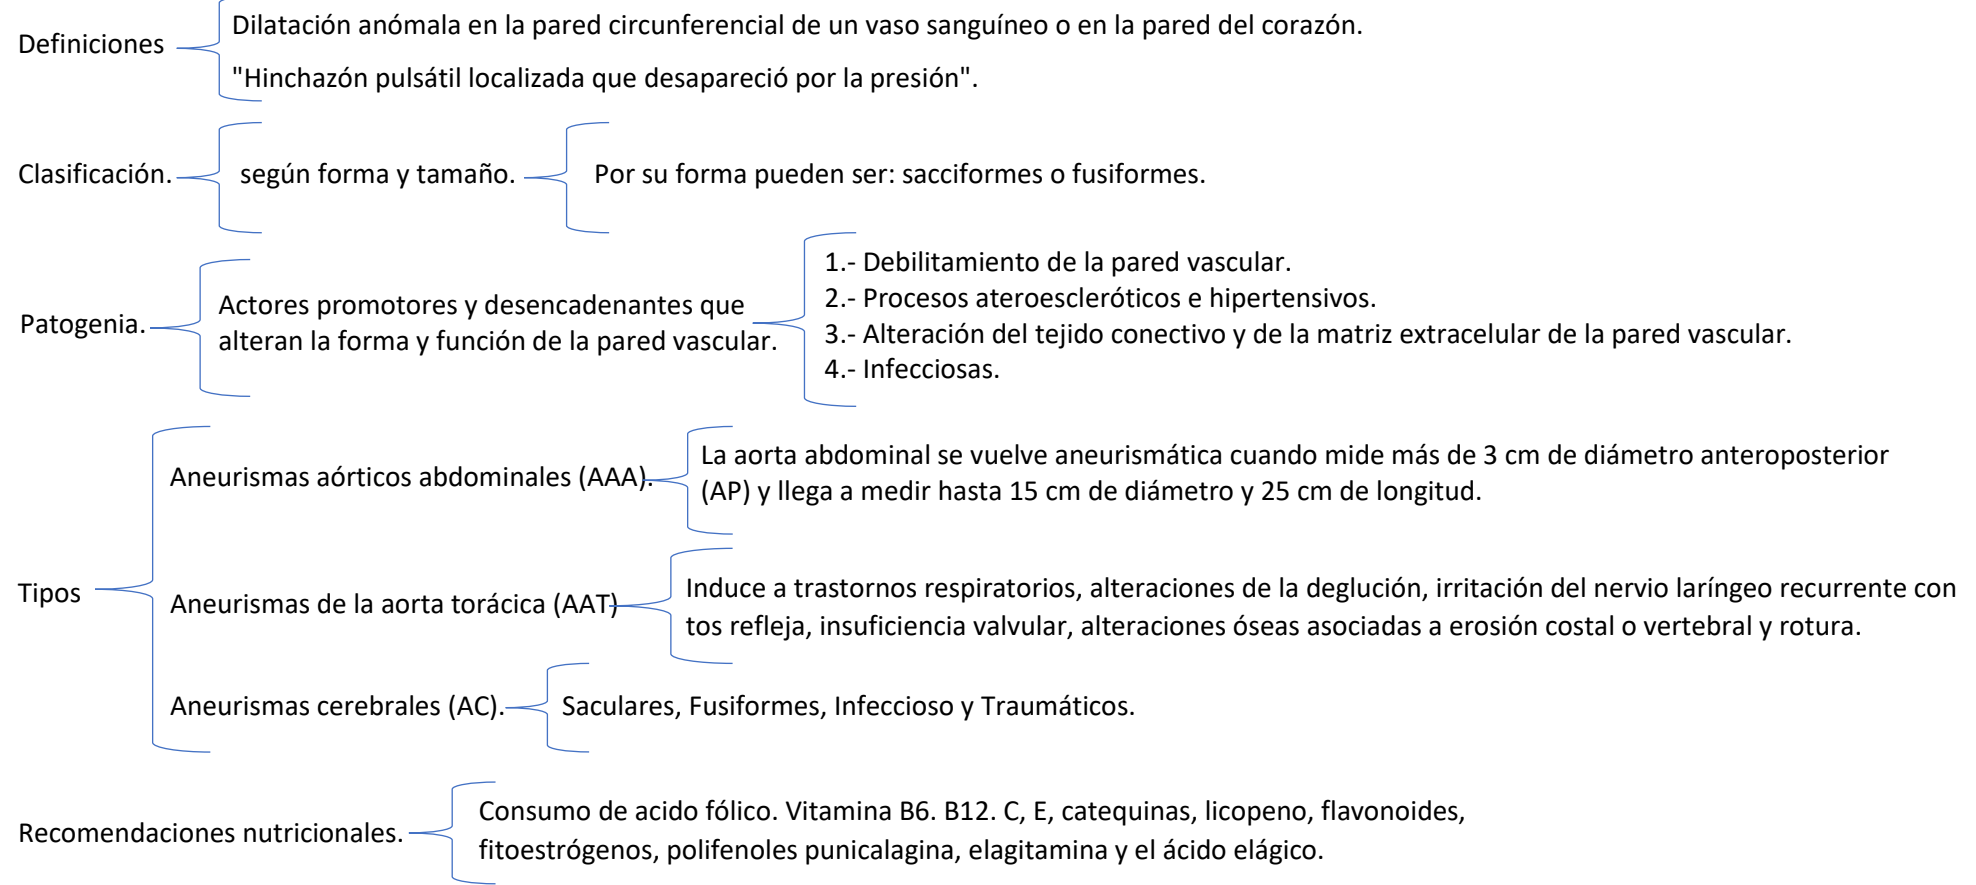 Definiciones
Dilatación anómala en la pared circunferencial de un vaso sanguíneo o en la pared del corazón.
"Hinchazón pulsátil localizada que desapareció por la presión".
Clasificación.
según forma y tamaño.
Por su forma pueden ser: sacciformes o fusiformes.
Patogenia.
Actores promotores y desencadenantes que
alteran la forma y función de la pared vascular.
1.- Debilitamiento de la pared vascular.
2.- Procesos ateroescleróticos e hipertensivos.
3.- Alteración del tejido conectivo y de la matriz extracelular de la pared vascular.
4.- Infecciosas.
Tipos
Aneurismas aórticos abdominales (AAA).
La aorta abdominal se vuelve aneurismática cuando mide más de 3 cm de diámetro anteroposterior
(AP) y llega a medir hasta 15 cm de diámetro y 25 cm de longitud.
Aneurismas de la aorta torácica (AAT)
Induce a trastornos respiratorios, alteraciones de la deglución, irritación del nervio laríngeo recurrente con
tos refleja, insuficiencia valvular, alteraciones óseas asociadas a erosión costal o vertebral y rotura.
Aneurismas cerebrales (AC).
Saculares, Fusiformes, Infeccioso y Traumáticos.
Recomendaciones nutricionales.
Consumo de acido fólico. Vitamina B6. B12. C, E, catequinas, licopeno, flavonoides,
fitoestrógenos, polifenoles punicalagina, elagitamina y el ácido elágico.